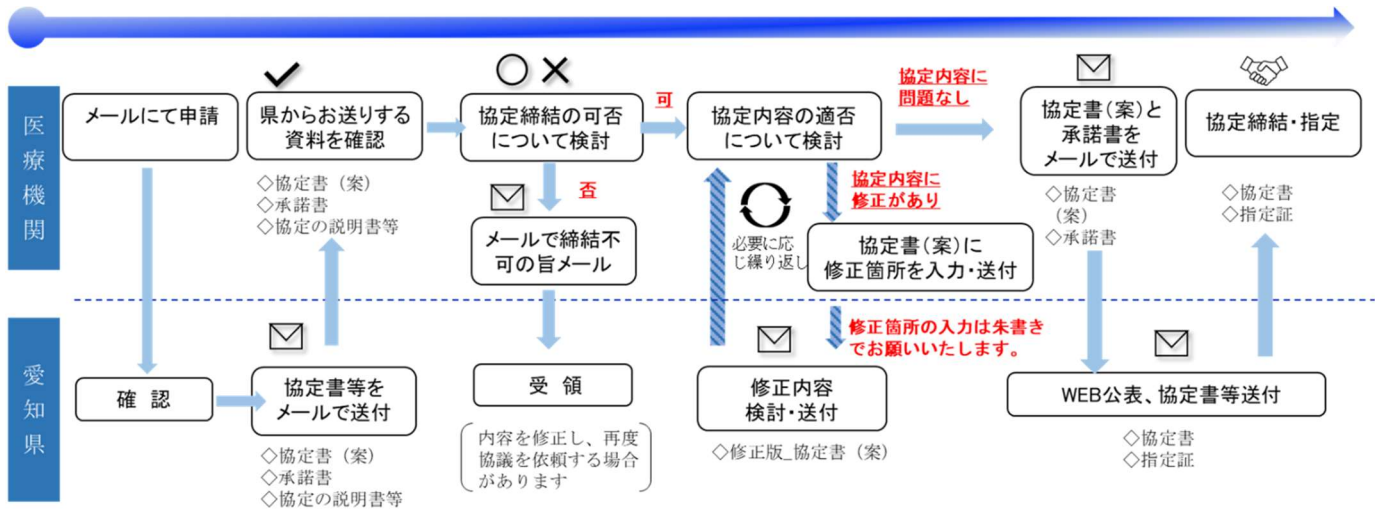 医療機関
メールにて申請
県からお送りする
資料を確認
◇協定書（案）
◇承諾書
◇協定の説明書等
協定締結の可否
について検討
可
否
メールで締結不
可の旨メール
協定内容の適否
について検討
協定内容に
問題なし
協定内容に
修正があり
必要に応
じ繰り返し
協定書(案)に
修正箇所を入力・送付
協定書(案)と
承諾書を
メールで送付
◇協定書
（案）
◇承諾書
協定締結・指定
◇協定書
◇指定証
愛知県
確　認
協定書等を
メールで送付
◇協定書（案）
◇承諾書
◇協定の説明書等
受　領
内容を修正し、再度
協議を依頼する場合
があります
修正箇所の入力は朱書き
でお願いいたします。
修正内容
検討・送付
◇修正版_協定書（案）
WEB公表、協定書等送付
◇協定書
◇指定証